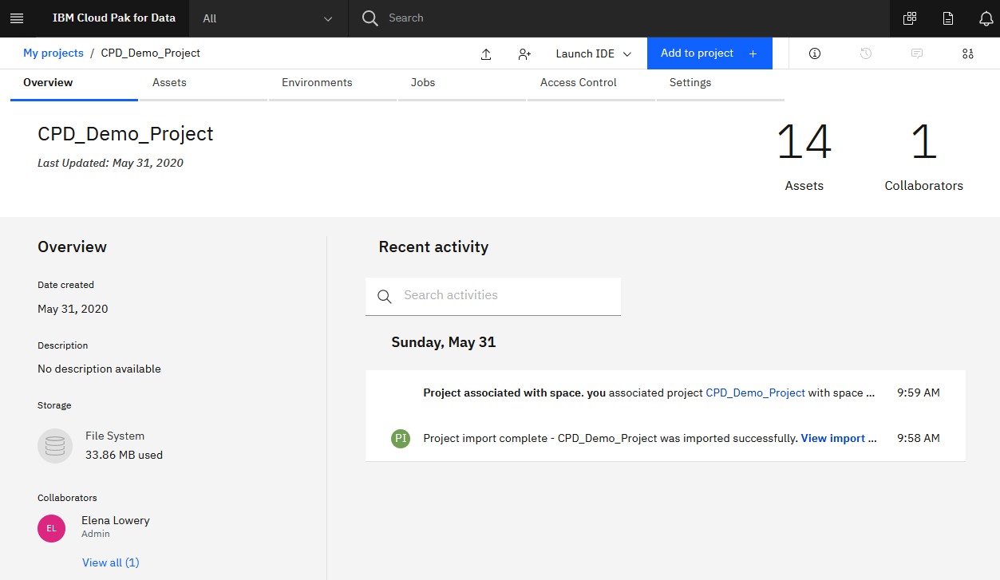 IBM Cloud Pak for Data All Search
My projects / CPD_Demo_Project Launch IDE Add to project +
Overview Assets Environments Jobs Access Control Settings
CPD_Demo_Project
Last Updated: May 31, 2020
14 1
Assets Collaborators
Overview
Date created
May 31, 2020
Description
No description available
Storage
File System
33.86 MB used
Collaborators
EL Elena Lowery
Admin
View all (1)
Recent activity
Search activities
Sunday, May 31
Project associated with space. you associated project CPD_Demo_Project with space ... 9:59 AM
PI Project import complete - CPD_Demo_Project was imported successfully. View import ... 9:58 AM